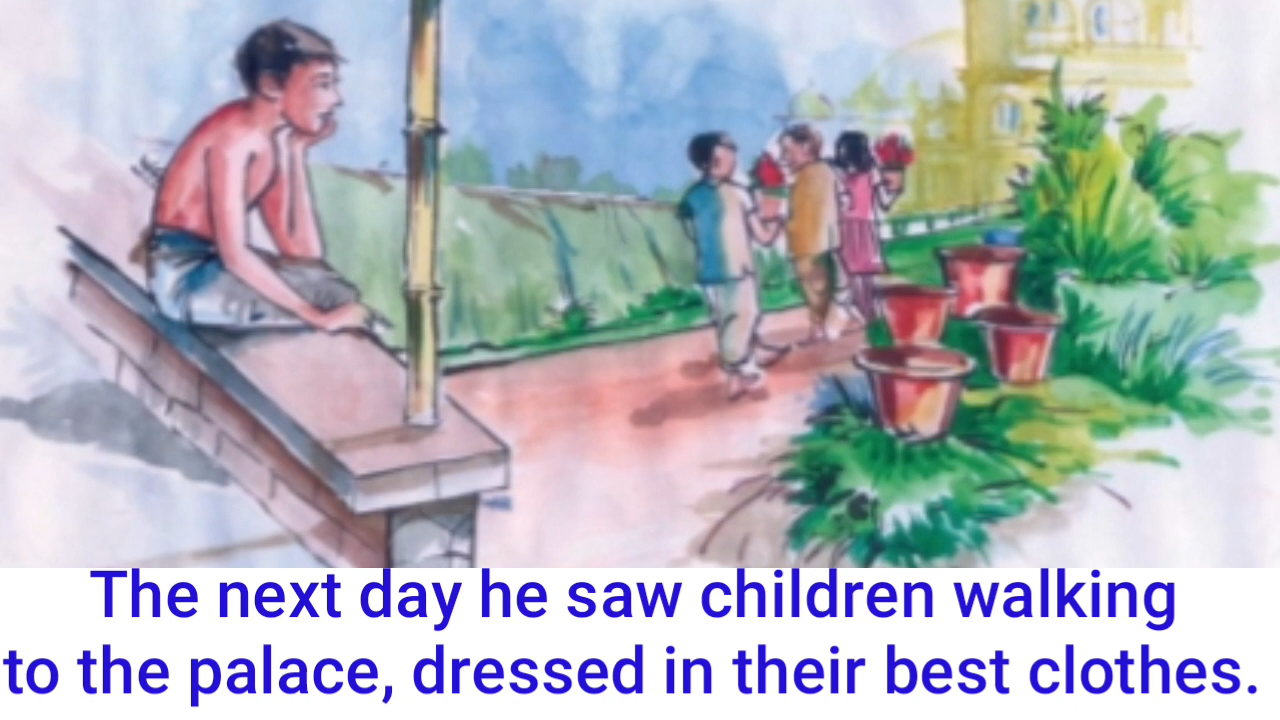 The next day he saw children walking
to the palace, dressed in their best clothes.